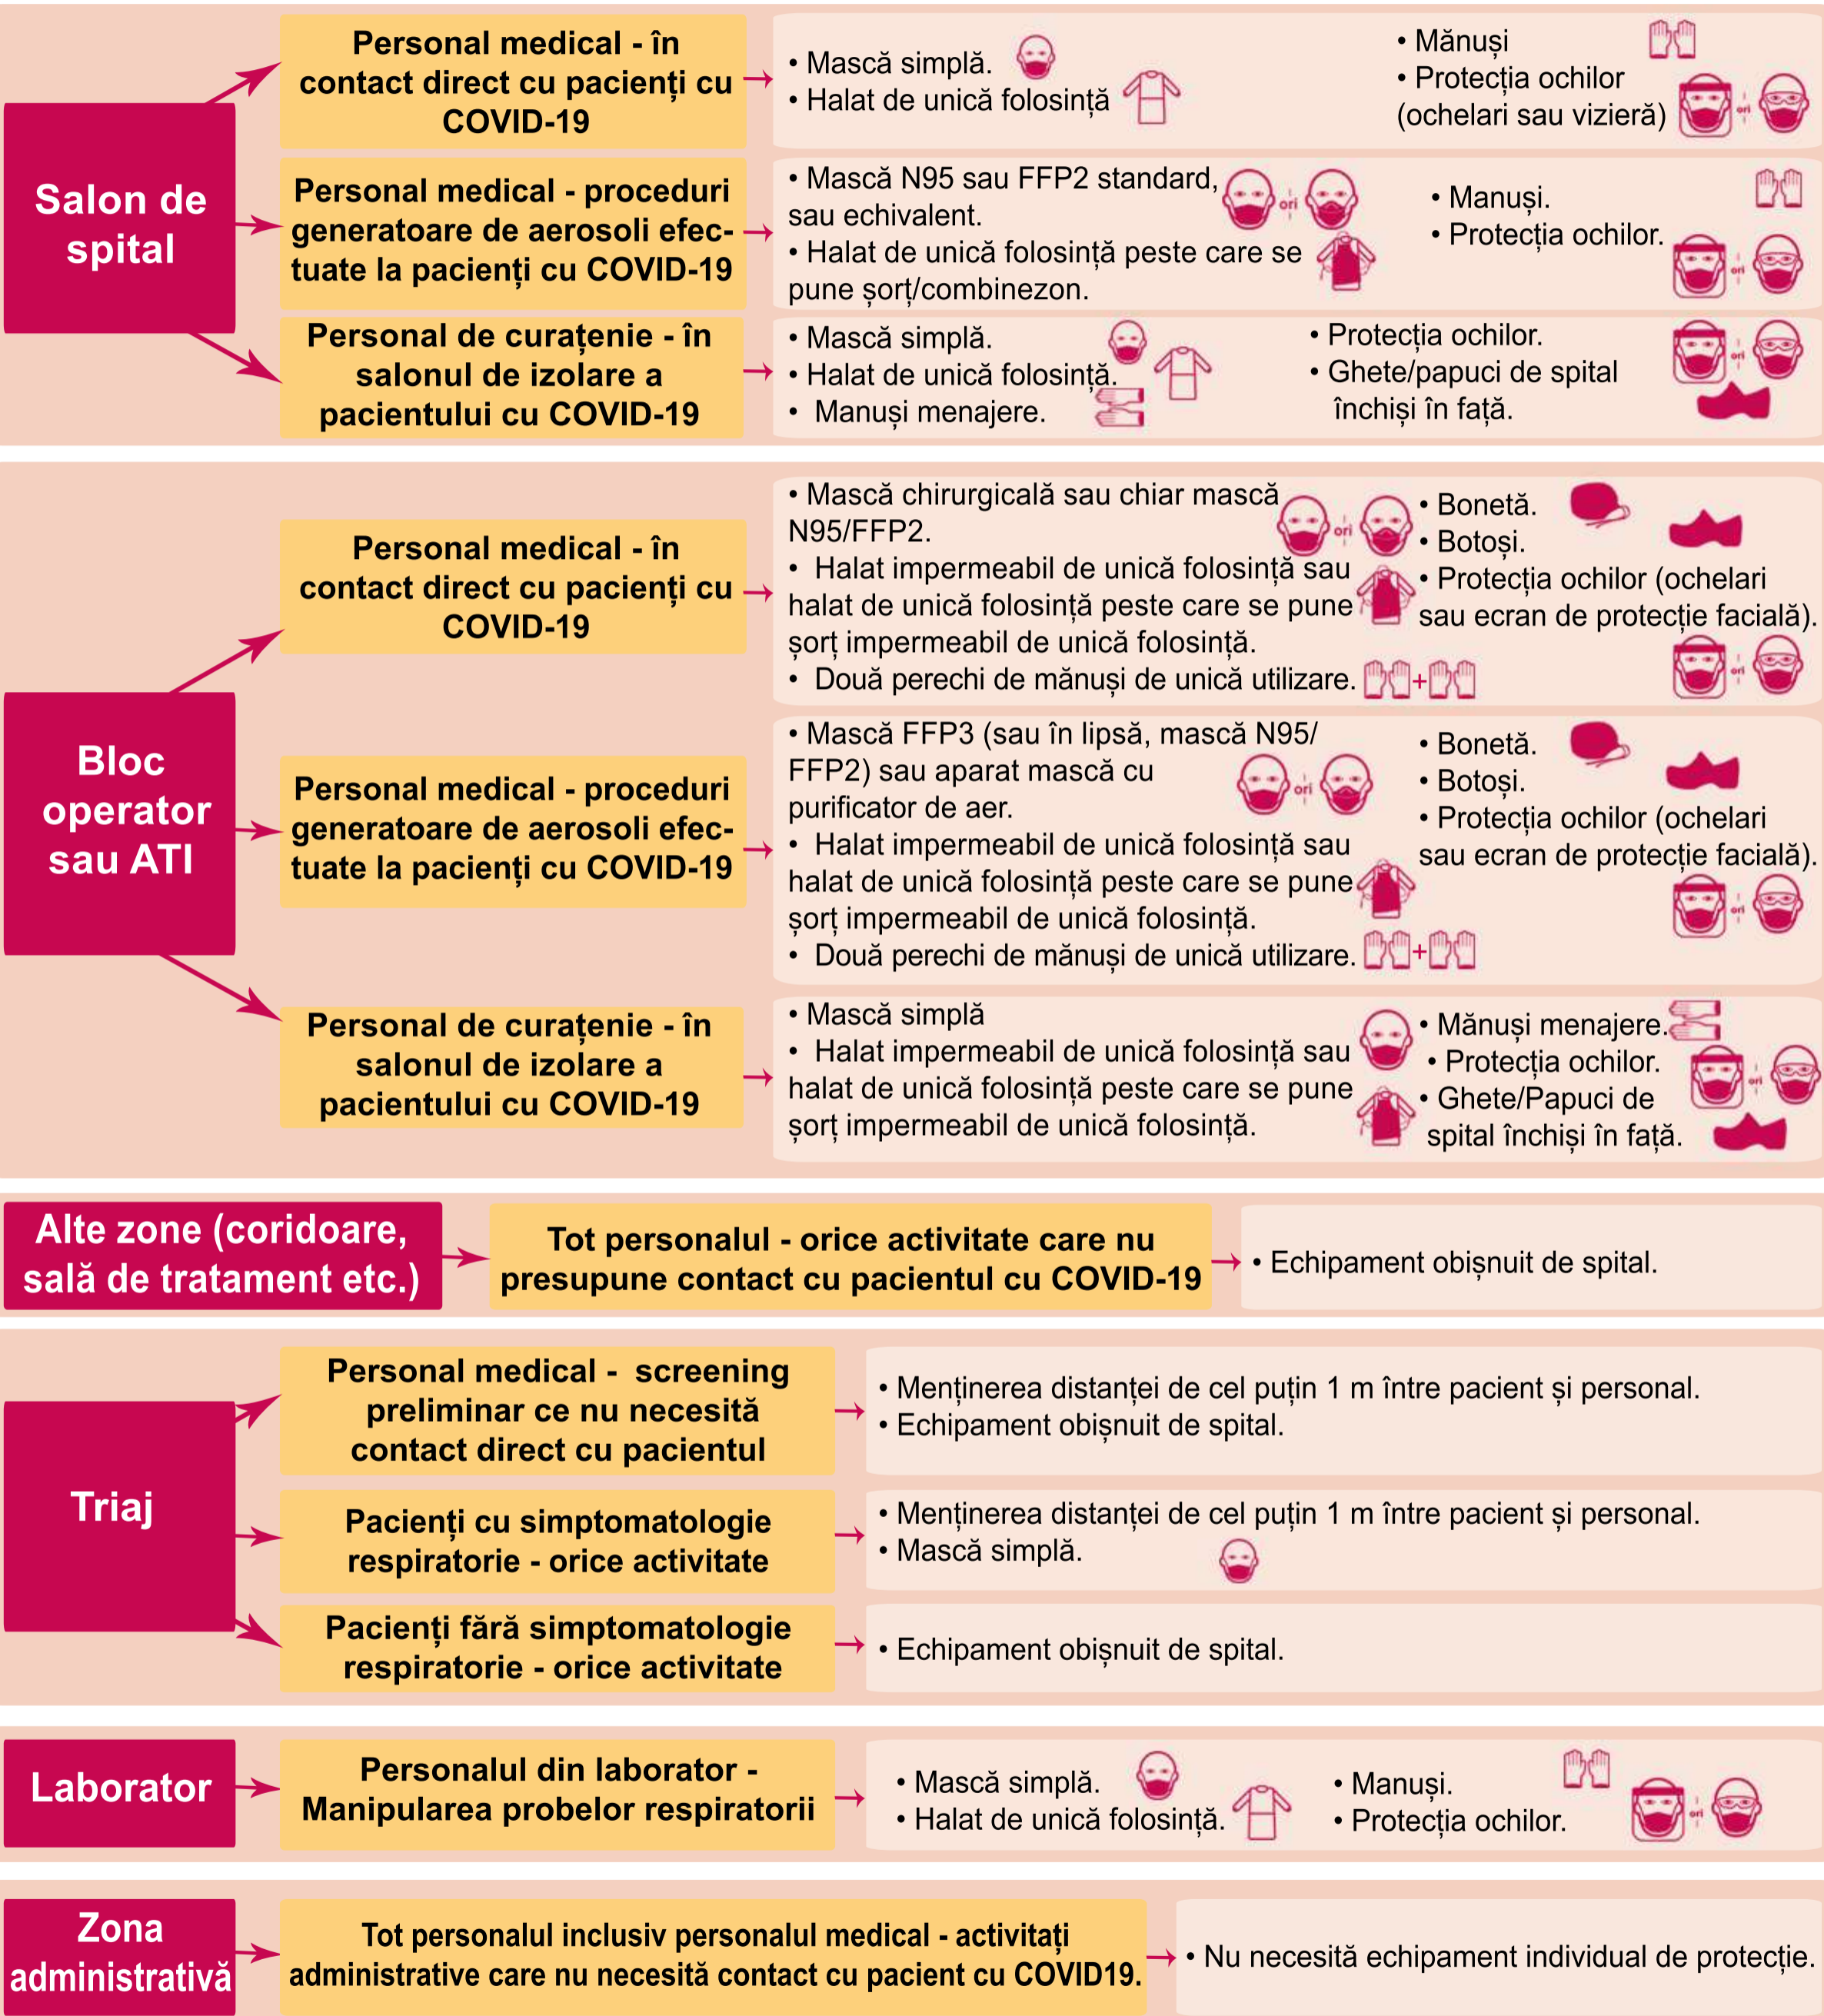 Salon de
spital
Personal medical - în
contact direct cu pacienți cu
COVID-19
• Mască simplă.
• Halat de unică folosință
• Mănuși
• Protecția ochilor
(ochelari sau vizieră)
ori
Personal medical - proceduri
generatoare de aerosoli efec-
tuate la pacienți cu COVID-19
• Mască N95 sau FFP2 standard,
sau echivalent.
• Halat de unică folosință peste care se
pune șorț/combinezon.
ori
• Manuși.
• Protecția ochilor.
ori
Personal de curațenie - în
salonul de izolare a
pacientului cu COVID-19
• Mască simplă.
• Halat de unică folosință.
• Manuși menajere.
• Protecția ochilor.
• Ghete/papuci de spital
închiși în față.
ori
Bloc
operator
sau ATI
Personal medical - în
contact direct cu pacienți cu
COVID-19
• Mască chirurgicală sau chiar mască
N95/FFP2.
• Halat impermeabil de unică folosință sau
halat de unică folosință peste care se pune
șorț impermeabil de unică folosință.
• Două perechi de mănuși de unică utilizare.
ori
+
• Bonetă.
• Botoși.
• Protecția ochilor (ochelari
sau ecran de protecție facială).
ori
Personal medical - proceduri
generatoare de aerosoli efec-
tuate la pacienți cu COVID-19
• Mască FFP3 (sau în lipsă, mască N95/
FFP2) sau aparat mască cu
purificator de aer.
• Halat impermeabil de unică folosință sau
halat de unică folosință peste care se pune
șorț impermeabil de unică folosință.
• Două perechi de mănuși de unică utilizare.
ori
+
• Bonetă.
• Botoși.
• Protecția ochilor (ochelari
sau ecran de protecție facială).
ori
Personal de curațenie - în
salonul de izolare a
pacientului cu COVID-19
• Mască simplă
• Halat impermeabil de unică folosință sau
halat de unică folosință peste care se pune
șorț impermeabil de unică folosință.
• Mănuși menajere.
• Protecția ochilor.
• Ghete/Papuci de
spital închiși în față.
ori
Alte zone (coridoare,
sală de tratament etc.)
Tot personalul - orice activitate care nu
presupune contact cu pacientul cu COVID-19
• Echipament obișnuit de spital.
Triaj
Personal medical - screening
preliminar ce nu necesită
contact direct cu pacientul
• Menținerea distanței de cel puțin 1 m între pacient și personal.
• Echipament obișnuit de spital.
Pacienți cu simptomatologie
respiratorie - orice activitate
• Menținerea distanței de cel puțin 1 m între pacient și personal.
• Mască simplă.
Pacienți fără simptomatologie
respiratorie - orice activitate
• Echipament obișnuit de spital.
Laborator
Personalul din laborator -
Manipularea probelor respiratorii
• Mască simplă.
• Halat de unică folosință.
• Manuși.
• Protecția ochilor.
ori
Zona
administrativă
Tot personalul inclusiv personalul medical - activitați
administrative care nu necesită contact cu pacient cu COVID19.
• Nu necesită echipament individual de protecție.